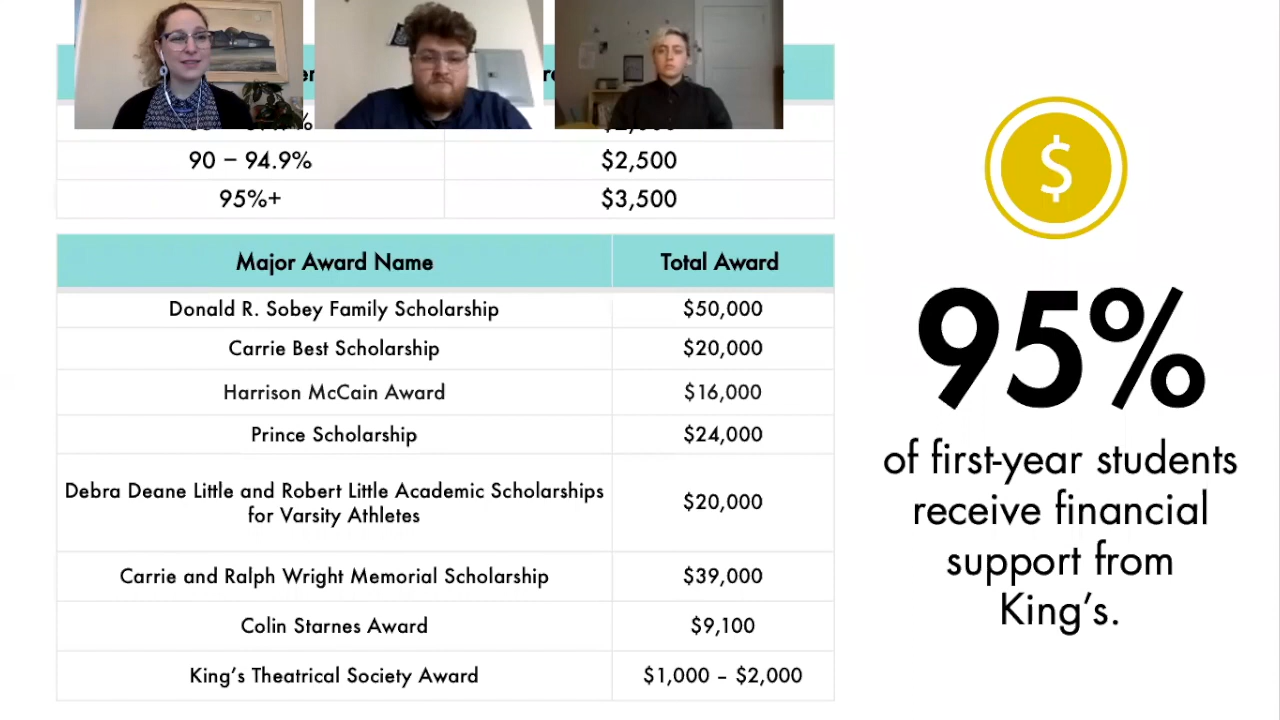 90 – 94.9% $2,500
95%+ $3,500
Major Award Name Total Award
Donald R. Sobey Family Scholarship $50,000
Carrie Best Scholarship $20,000
Harrison McCain Award $16,000
Prince Scholarship $24,000
Debra Deane Little and Robert Little Academic Scholarships
for Varsity Athletes $20,000
Carrie and Ralph Wright Memorial Scholarship $39,000
Colin Starnes Award $9,100
King's Theatrical Society Award $1,000 – $2,000
$
95%
of first-year students
receive financial
support from
King's.